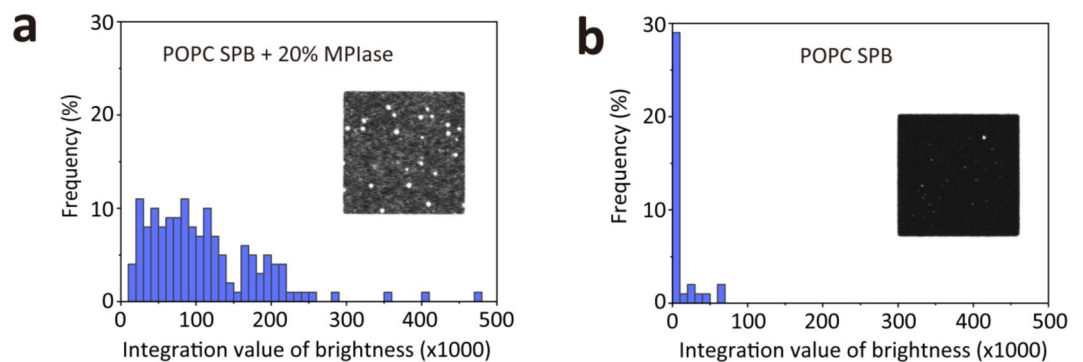 a
POPC SPB + 20% MPIase
Frequency (%)
30
20
10
0
0 100 200 300 400 500
Integration value of brightness (x1000)
b
POPC SPB
Frequency (%)
30
20
10
0
0 100 200 300 400 500
Integration value of brightness (x1000)